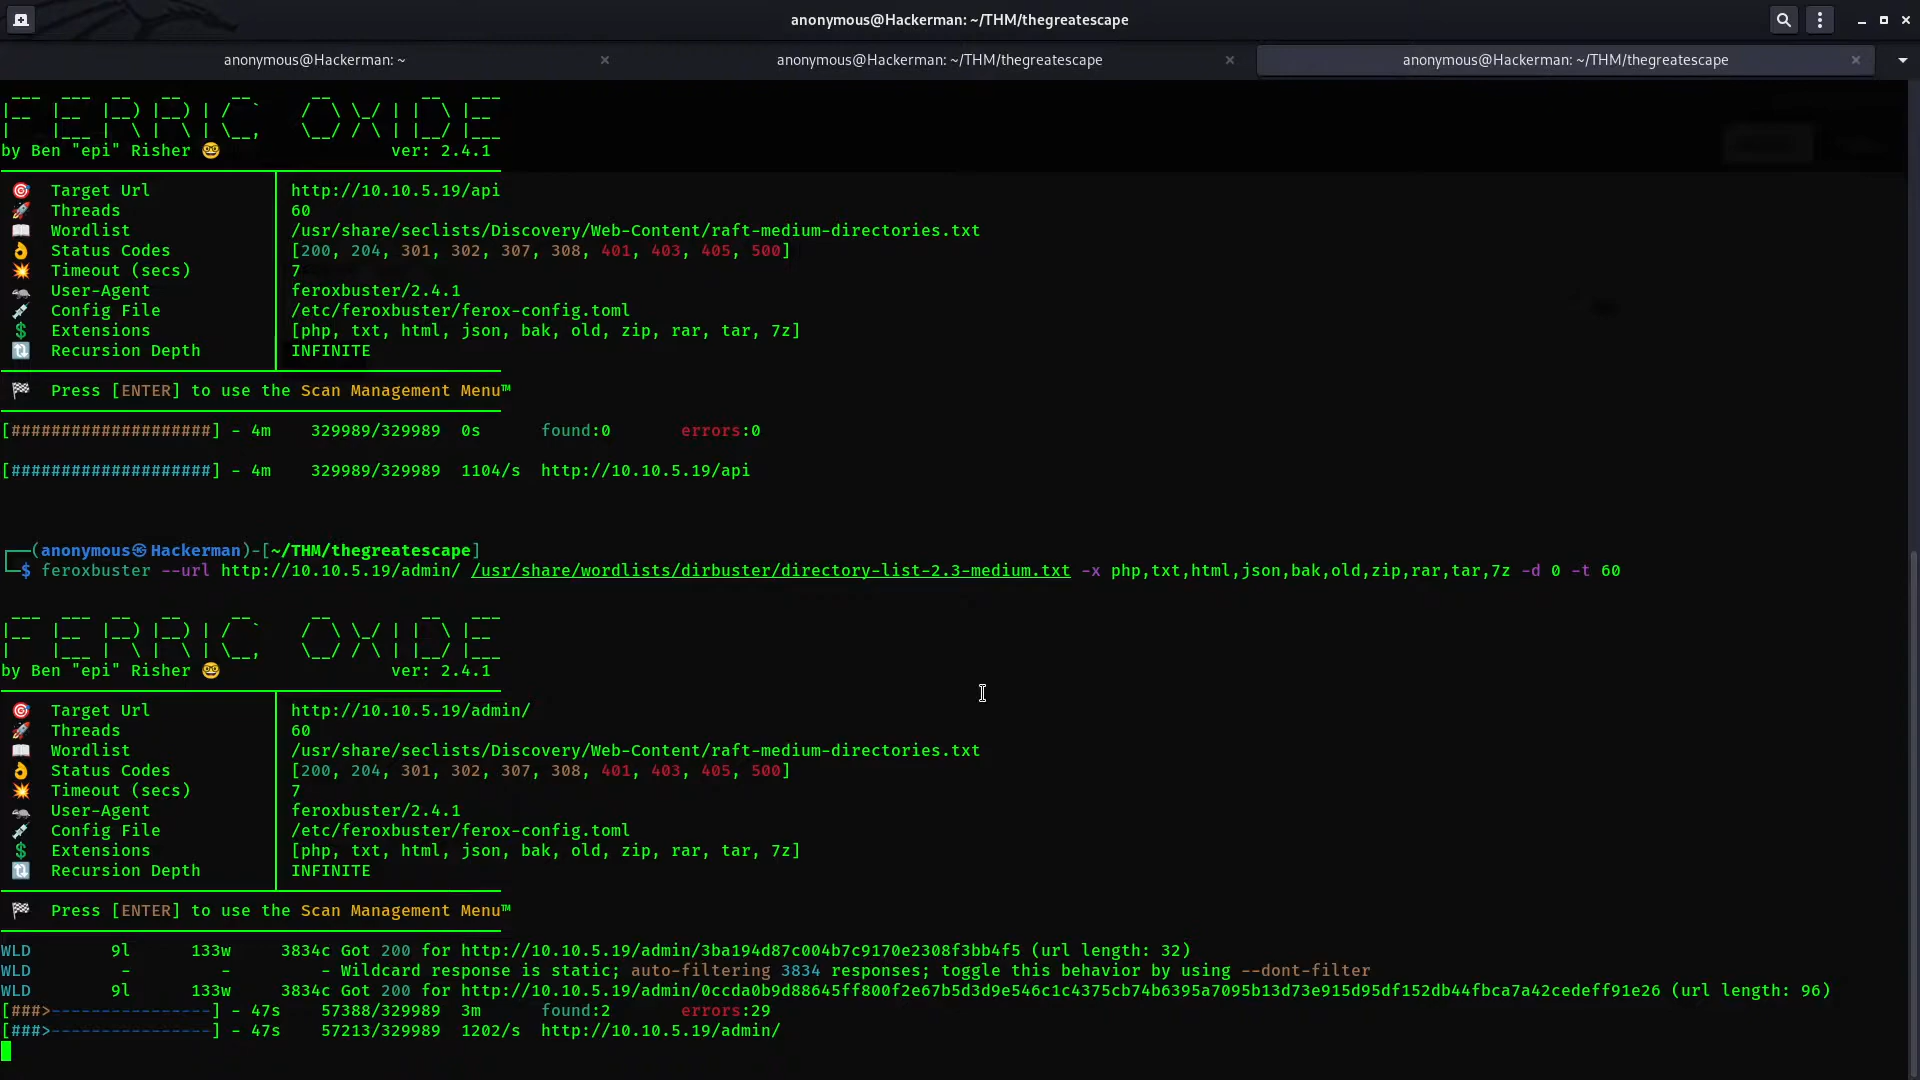 anonymous@Hackerman: ~/THM/thegreatescape
anonymous@Hackerman: ~
anonymous@Hackerman: ~/THM/thegreatescape
anonymous@Hackerman: ~/THM/thegreatescape
FERRIC OXIDE
by Ben "epi" Risher 🤓 ver: 2.4.1
🎯 Target Url │ http://10.10.5.19/api
🚀 Threads │ 60
📖 Wordlist │ /usr/share/seclists/Discovery/Web-Content/raft-medium-directories.txt
👌 Status Codes │ [200, 204, 301, 302, 307, 308, 401, 403, 405, 500]
💥 Timeout (secs) │ 7
🦡 User-Agent │ feroxbuster/2.4.1
💉 Config File │ /etc/feroxbuster/ferox-config.toml
💲 Extensions │ [php, txt, html, json, bak, old, zip, rar, tar, 7z]
🔃 Recursion Depth │ INFINITE
🏁 Press [ENTER] to use the Scan Management Menu™
[####################] - 4m 329989/329989 0s found:0 errors:0
[####################] - 4m 329989/329989 1104/s http://10.10.5.19/api
┌──(anonymous㉿Hackerman)-[~/THM/thegreatescape]
└─$ feroxbuster --url http://10.10.5.19/admin/ /usr/share/wordlists/dirbuster/directory-list-2.3-medium.txt -x php,txt,html,json,bak,old,zip,rar,tar,7z -d 0 -t 60
FERRIC OXIDE
by Ben "epi" Risher 🤓 ver: 2.4.1
🎯 Target Url │ http://10.10.5.19/admin/
🚀 Threads │ 60
📖 Wordlist │ /usr/share/seclists/Discovery/Web-Content/raft-medium-directories.txt
👌 Status Codes │ [200, 204, 301, 302, 307, 308, 401, 403, 405, 500]
💥 Timeout (secs) │ 7
🦡 User-Agent │ feroxbuster/2.4.1
💉 Config File │ /etc/feroxbuster/ferox-config.toml
💲 Extensions │ [php, txt, html, json, bak, old, zip, rar, tar, 7z]
🔃 Recursion Depth │ INFINITE
🏁 Press [ENTER] to use the Scan Management Menu™
WLD 9l 133w 3834c Got 200 for http://10.10.5.19/admin/3ba194d87c004b7c9170e2308f3bb4f5 (url length: 32)
WLD - - - Wildcard response is static; auto-filtering 3834 responses; toggle this behavior by using --dont-filter
WLD 9l 133w 3834c Got 200 for http://10.10.5.19/admin/0ccda0b9d88645ff800f2e67b5d3d9e546c1c4375cb74b6395a7095b13d73e915d95df152db44fbca7a42cedeff91e26 (url length: 96)
[###>----------------] - 47s 57388/329989 3m found:2 errors:29
[###>----------------] - 47s 57213/329989 1202/s http://10.10.5.19/admin/